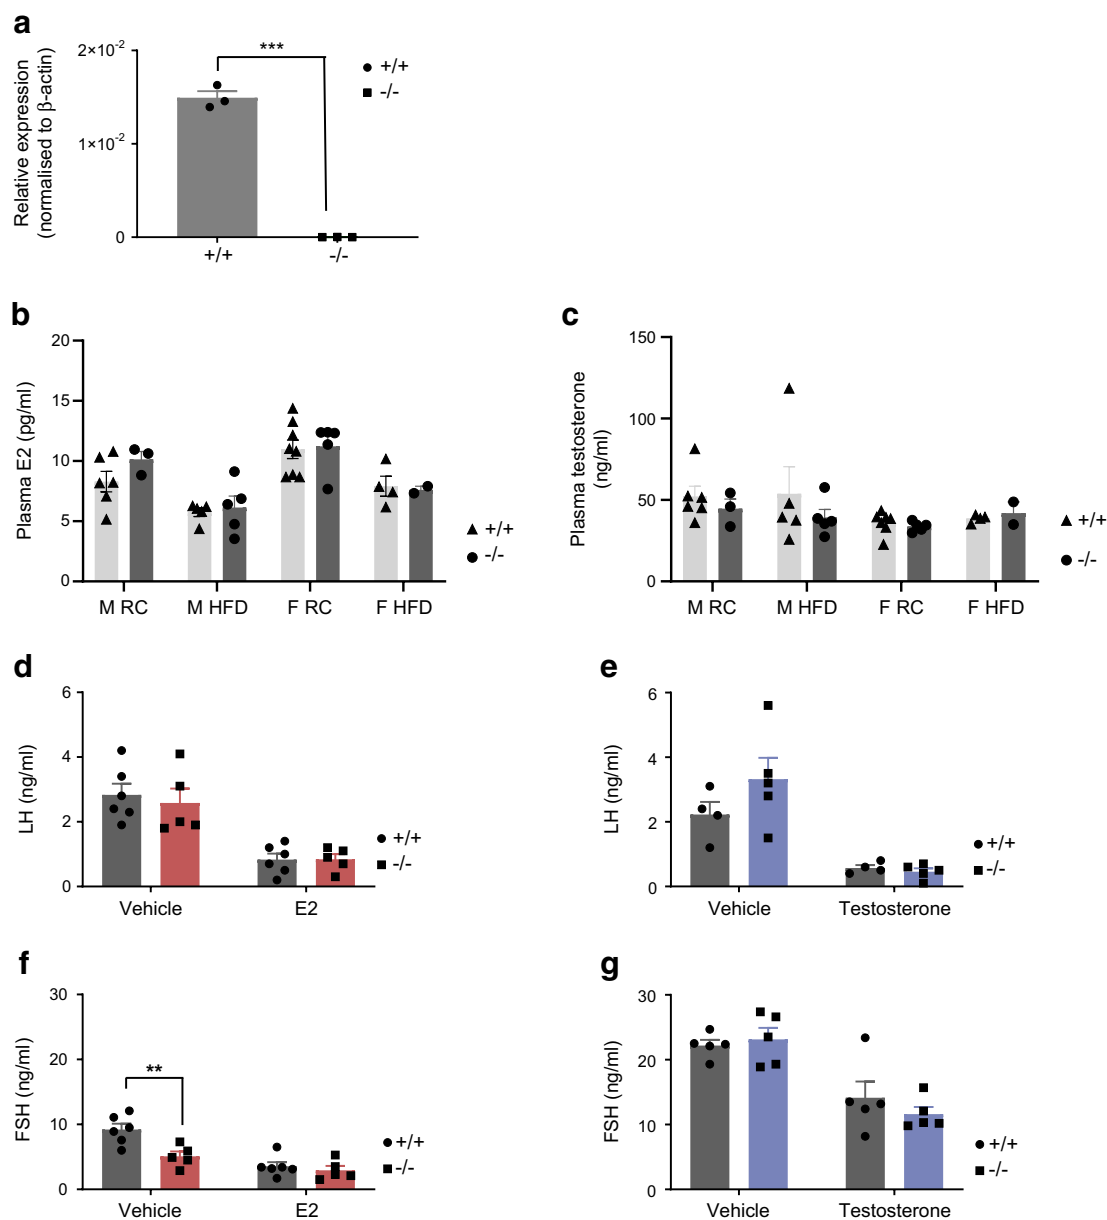 a
Relative expression
(normalised to β-actin)
2×10⁻²
1×10⁻²
0
***
+/+
-/-
+/+
-/-
b
Plasma E2 (pg/ml)
20
15
10
5
0
M RC
M HFD
F RC
F HFD
+/+
-/-
c
Plasma testosterone
(ng/ml)
150
100
50
0
M RC
M HFD
F RC
F HFD
+/+
-/-
d
LH (ng/ml)
6
4
2
0
Vehicle
E2
+/+
-/-
e
LH (ng/ml)
6
4
2
0
Vehicle
Testosterone
+/+
-/-
f
FSH (ng/ml)
30
20
10
0
**
Vehicle
E2
+/+
-/-
g
FSH (ng/ml)
30
20
10
0
Vehicle
Testosterone
+/+
-/-